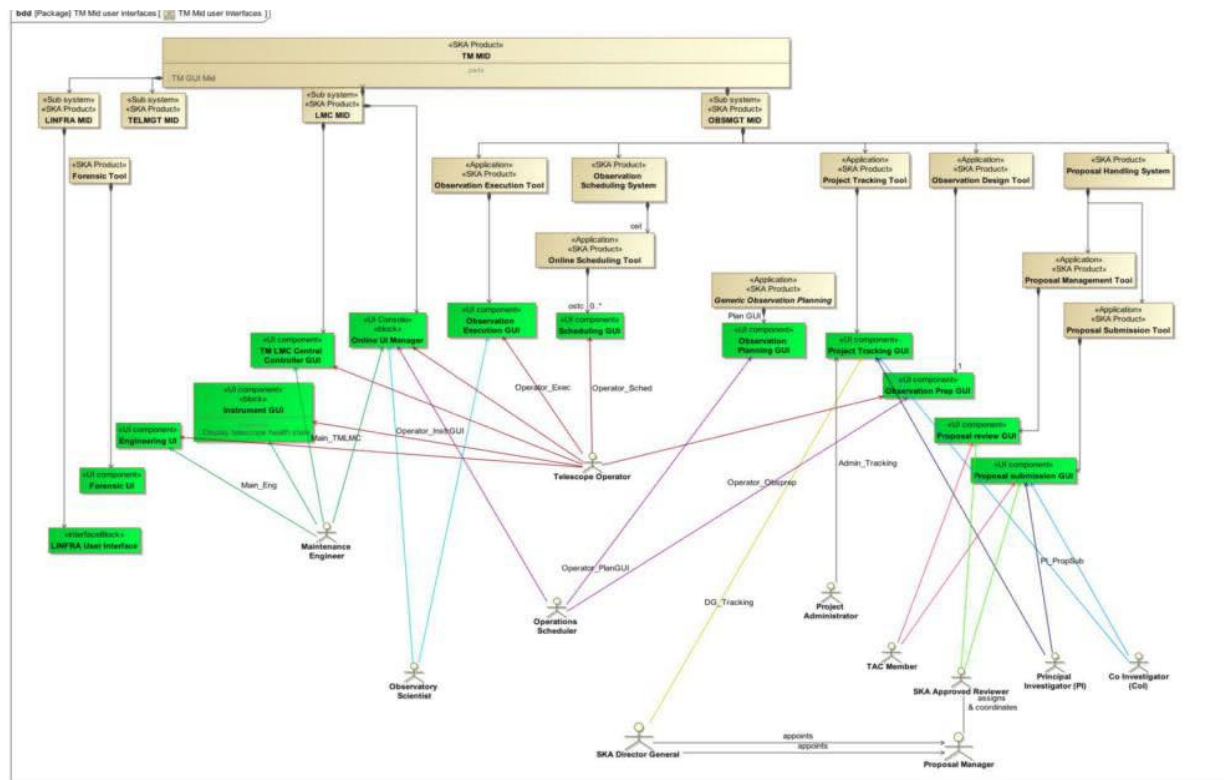 bdd [Package] TM Mid user interfaces [ TM Mid user Interfaces ]
«SKA Product»
TM MID
parts
TM GUI Mid
«Sub system»
«SKA Product»
LINFRA MID
«Sub system»
«SKA Product»
TELMGT MID
«Sub system»
«SKA Product»
LMC MID
«Sub system»
«SKA Product»
OBSMGT MID
«SKA Product»
Forensic Tool
«Application»
«SKA Product»
Observation Execution Tool
«SKA Product»
Observation
Scheduling System
«Application»
«SKA Product»
Project Tracking Tool
«Application»
«SKA Product»
Observation Design Tool
«SKA Product»
Proposal Handling System
«Application»
«SKA Product»
Online Scheduling Tool
«Application»
«SKA Product»
Generic Observation Planning
«Application»
«SKA Product»
Proposal Management Tool
«Application»
«SKA Product»
Proposal Submission Tool
0..*
Plan GUI
«UI component»
TM LMC Central
Controller GUI
«UI Console»
«block»
Online UI Manager
«UI component»
Observation
Execution GUI
«UI component»
Scheduling GUI
«UI component»
Observation
Planning GUI
«UI component»
Project Tracking GUI
1
«UI component»
Observation Prep GUI
«UI component»
«block»
Instrument GUI
Display telescope health state
«UI component»
Engineering UI
«UI component»
Proposal review GUI
«UI component»
Proposal submission GUI
«UI component»
Forensic UI
«interfaceBlock»
LINFRA User Interface
Operator_Exec
Operator_Sched
Main_TMLMC
Operator_InstrGUI
Main_Eng
Admin_Tracking
Operator_Obsprep
Operator_PlanGUI
PI_PropSub
DG_Tracking
Telescope Operator
Maintenance
Engineer
Operations
Scheduler
Project
Administrator
Observatory
Scientist
TAC Member
SKA Approved Reviewer
Principal
Investigator (PI)
Co Investigator
(CoI)
assigns
& coordinates
SKA Director General
appoints
appoints
Proposal Manager